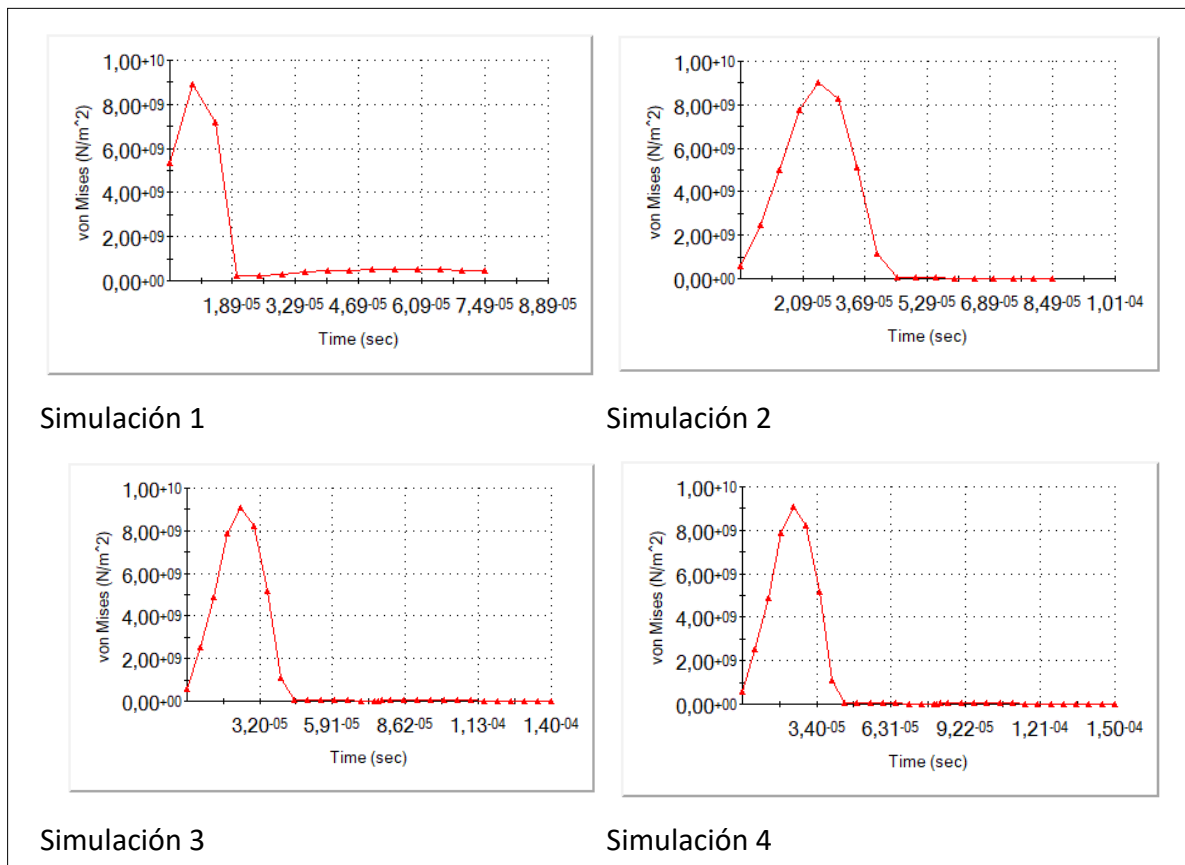 1,00+10
8,00+09
6,00+09
4,00+09
2,00+09
0,00+00
von Mises (N/m^2)
1,89-05 3,29-05 4,69-05 6,09-05 7,49-05 8,89-05
Time (sec)
Simulación 1
1,00+10
8,00+09
6,00+09
4,00+09
2,00+09
0,00+00
von Mises (N/m^2)
2,09-05 3,69-05 5,29-05 6,89-05 8,49-05 1,01-04
Time (sec)
Simulación 2
1,00+10
8,00+09
6,00+09
4,00+09
2,00+09
0,00+00
von Mises (N/m^2)
3,20-05 5,91-05 8,62-05 1,13-04 1,40-04
Time (sec)
Simulación 3
1,00+10
8,00+09
6,00+09
4,00+09
2,00+09
0,00+00
von Mises (N/m^2)
3,40-05 6,31-05 9,22-05 1,21-04 1,50-04
Time (sec)
Simulación 4